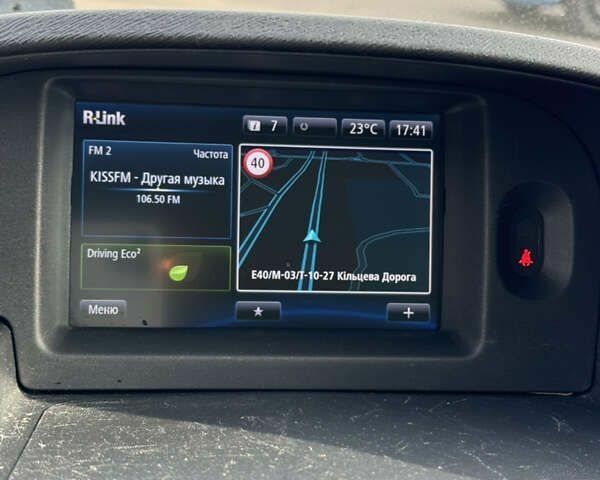 R-Link
7
23°C
17:41
FM 2
Частота
KISSFM - Другая музыка
106.50 FM
40
Driving Eco²
E40/M-03/T-10-27 Кільцева Дорога
Меню